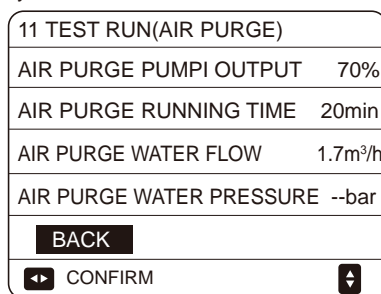 11 TEST RUN(AIR PURGE)
AIR PURGE PUMPI OUTPUT 70%
AIR PURGE RUNNING TIME 20min
AIR PURGE WATER FLOW 1.7m³/h
AIR PURGE WATER PRESSURE --bar
BACK
CONFIRM